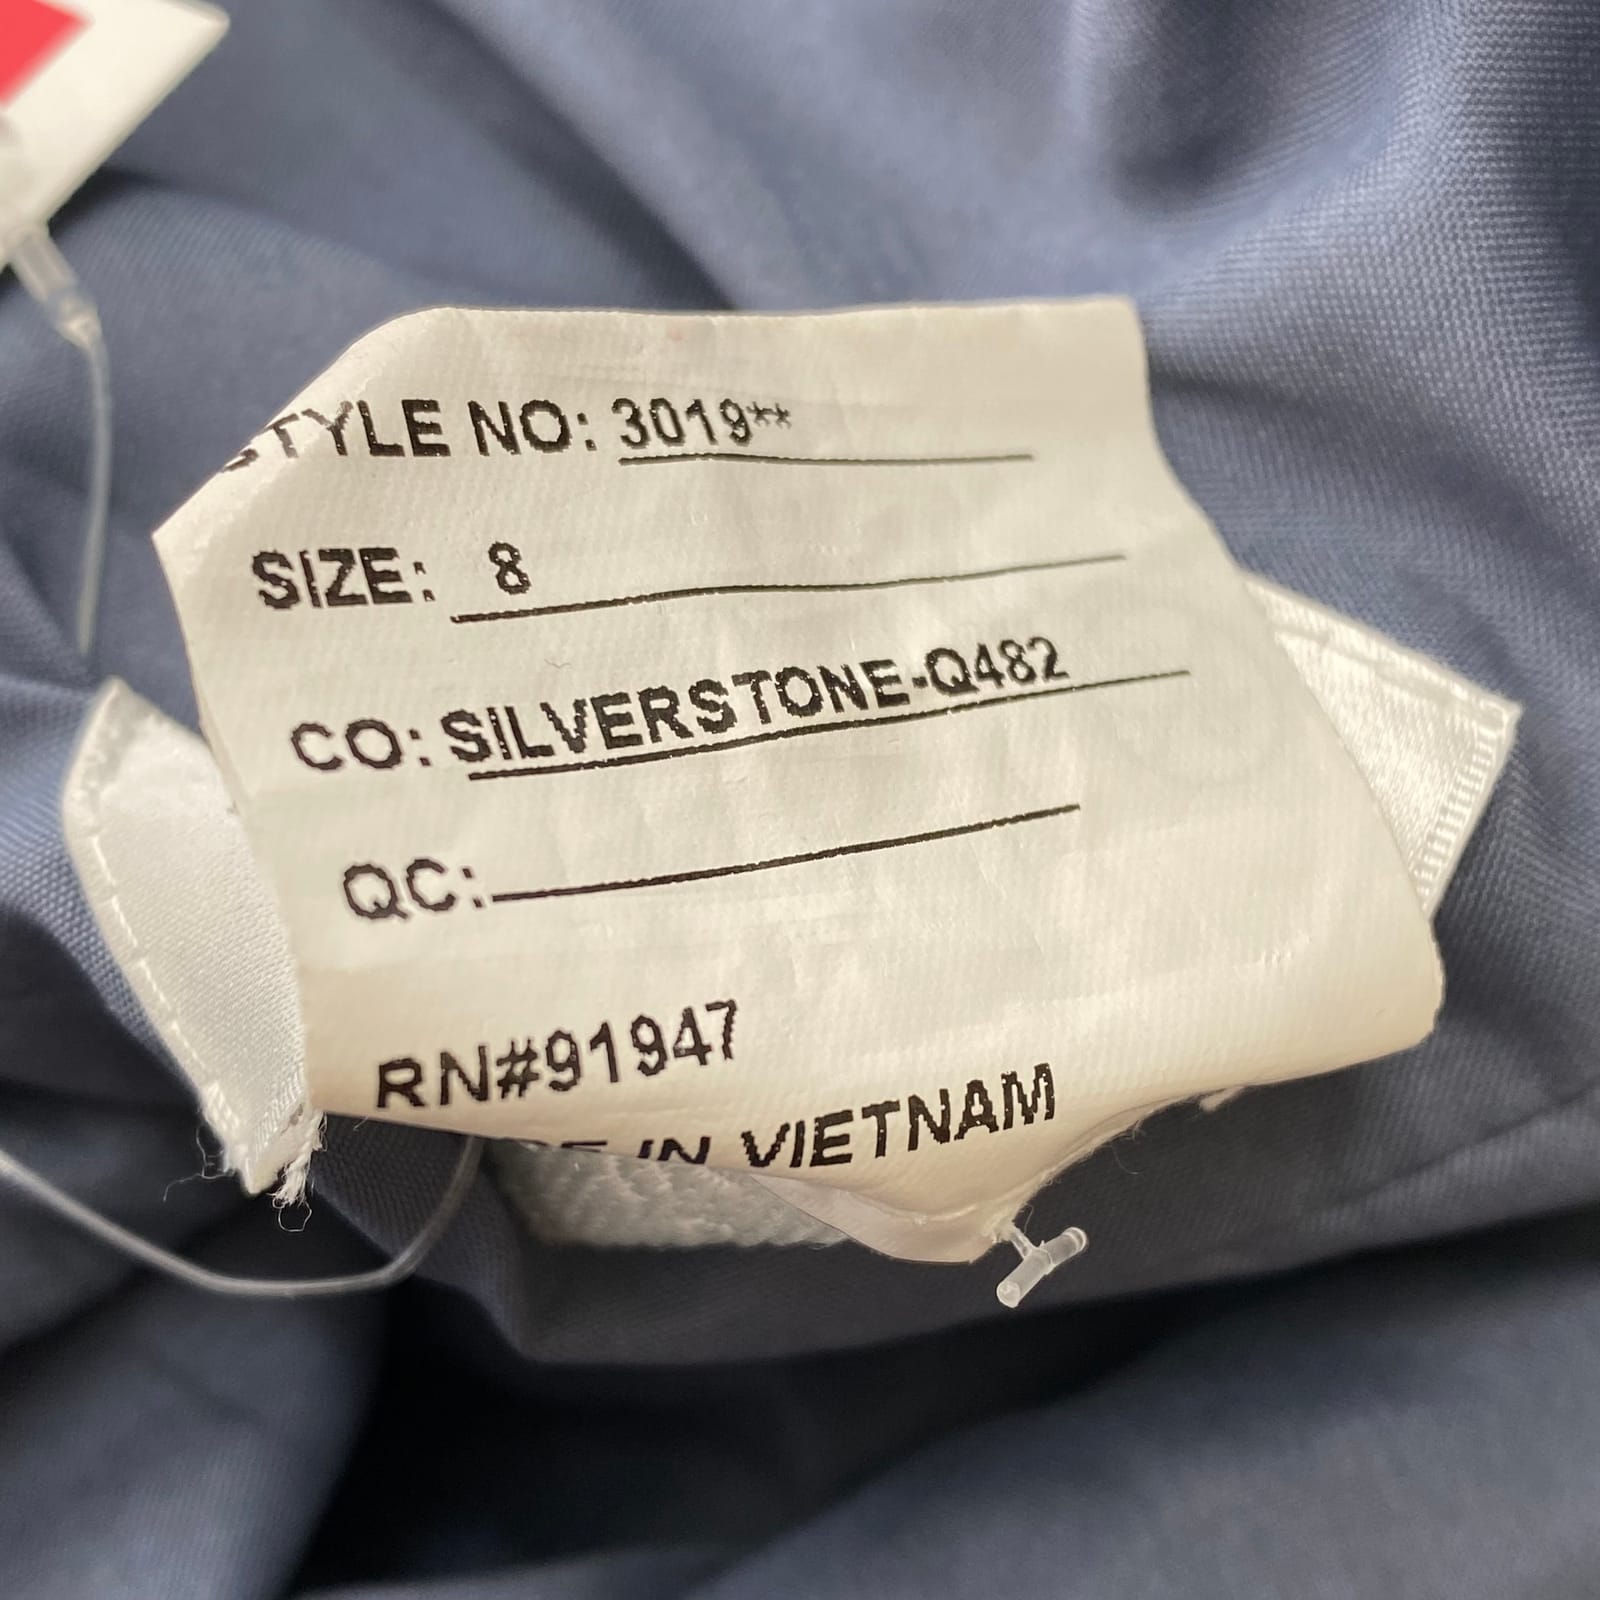 STYLE NO: 3019**
SIZE: 8
CO: SILVERSTONE-Q482
QC:
RN#91947
IN VIETNAM